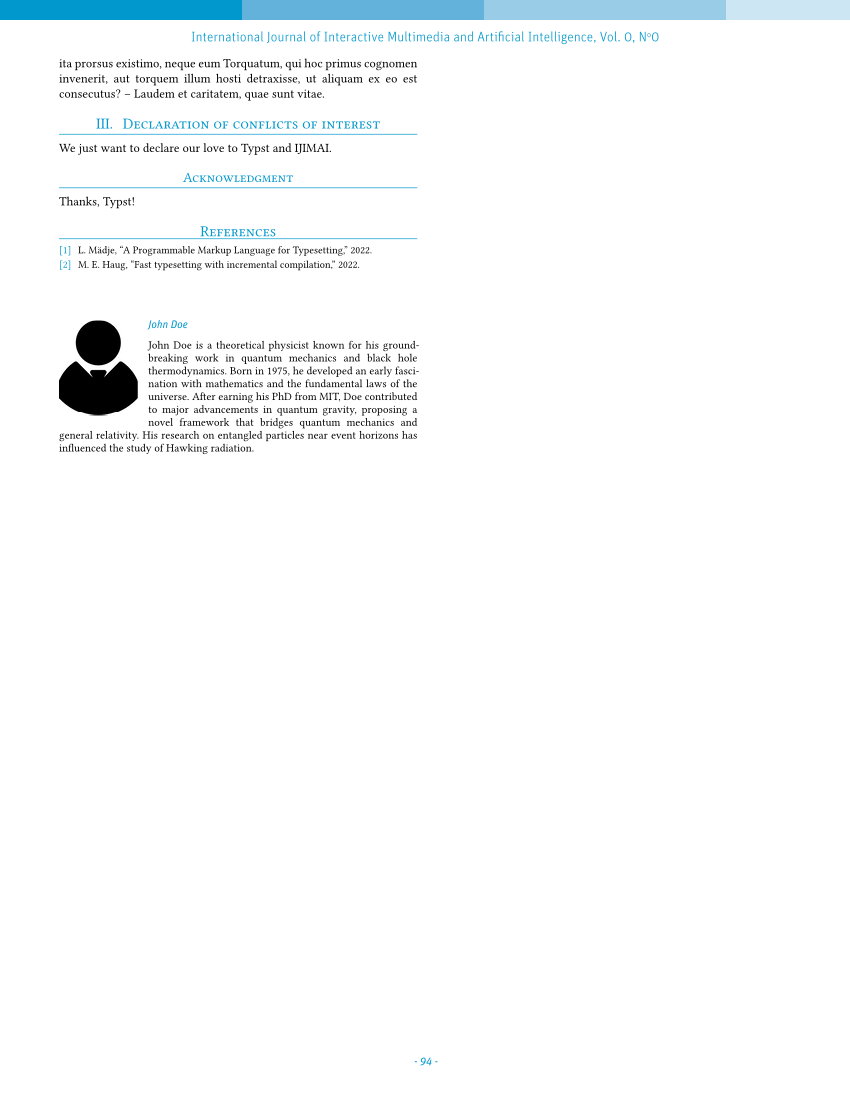 International Journal of Interactive Multimedia and Artificial Intelligence, Vol. 0, Nº0
ita prorsus existimo, neque eum Torquatum, qui hoc primus cognomen
invenerit, aut torquem illum hosti detraxisse, ut aliquam ex eo est
consecutus? – Laudem et caritatem, quae sunt vitae.
III. Declaration of conflicts of interest
We just want to declare our love to Typst and IJIMAI.
Acknowledgment
Thanks, Typst!
References
[1] L. Mädje, “A Programmable Markup Language for Typesetting,” 2022.
[2] M. E. Haug, “Fast typesetting with incremental compilation,” 2022.
John Doe
John Doe is a theoretical physicist known for his ground-
breaking work in quantum mechanics and black hole
thermodynamics. Born in 1975, he developed an early fasci-
nation with mathematics and the fundamental laws of the
universe. After earning his PhD from MIT, Doe contributed
to major advancements in quantum gravity, proposing a
novel framework that bridges quantum mechanics and
general relativity. His research on entangled particles near event horizons has
influenced the study of Hawking radiation.
- 94 -